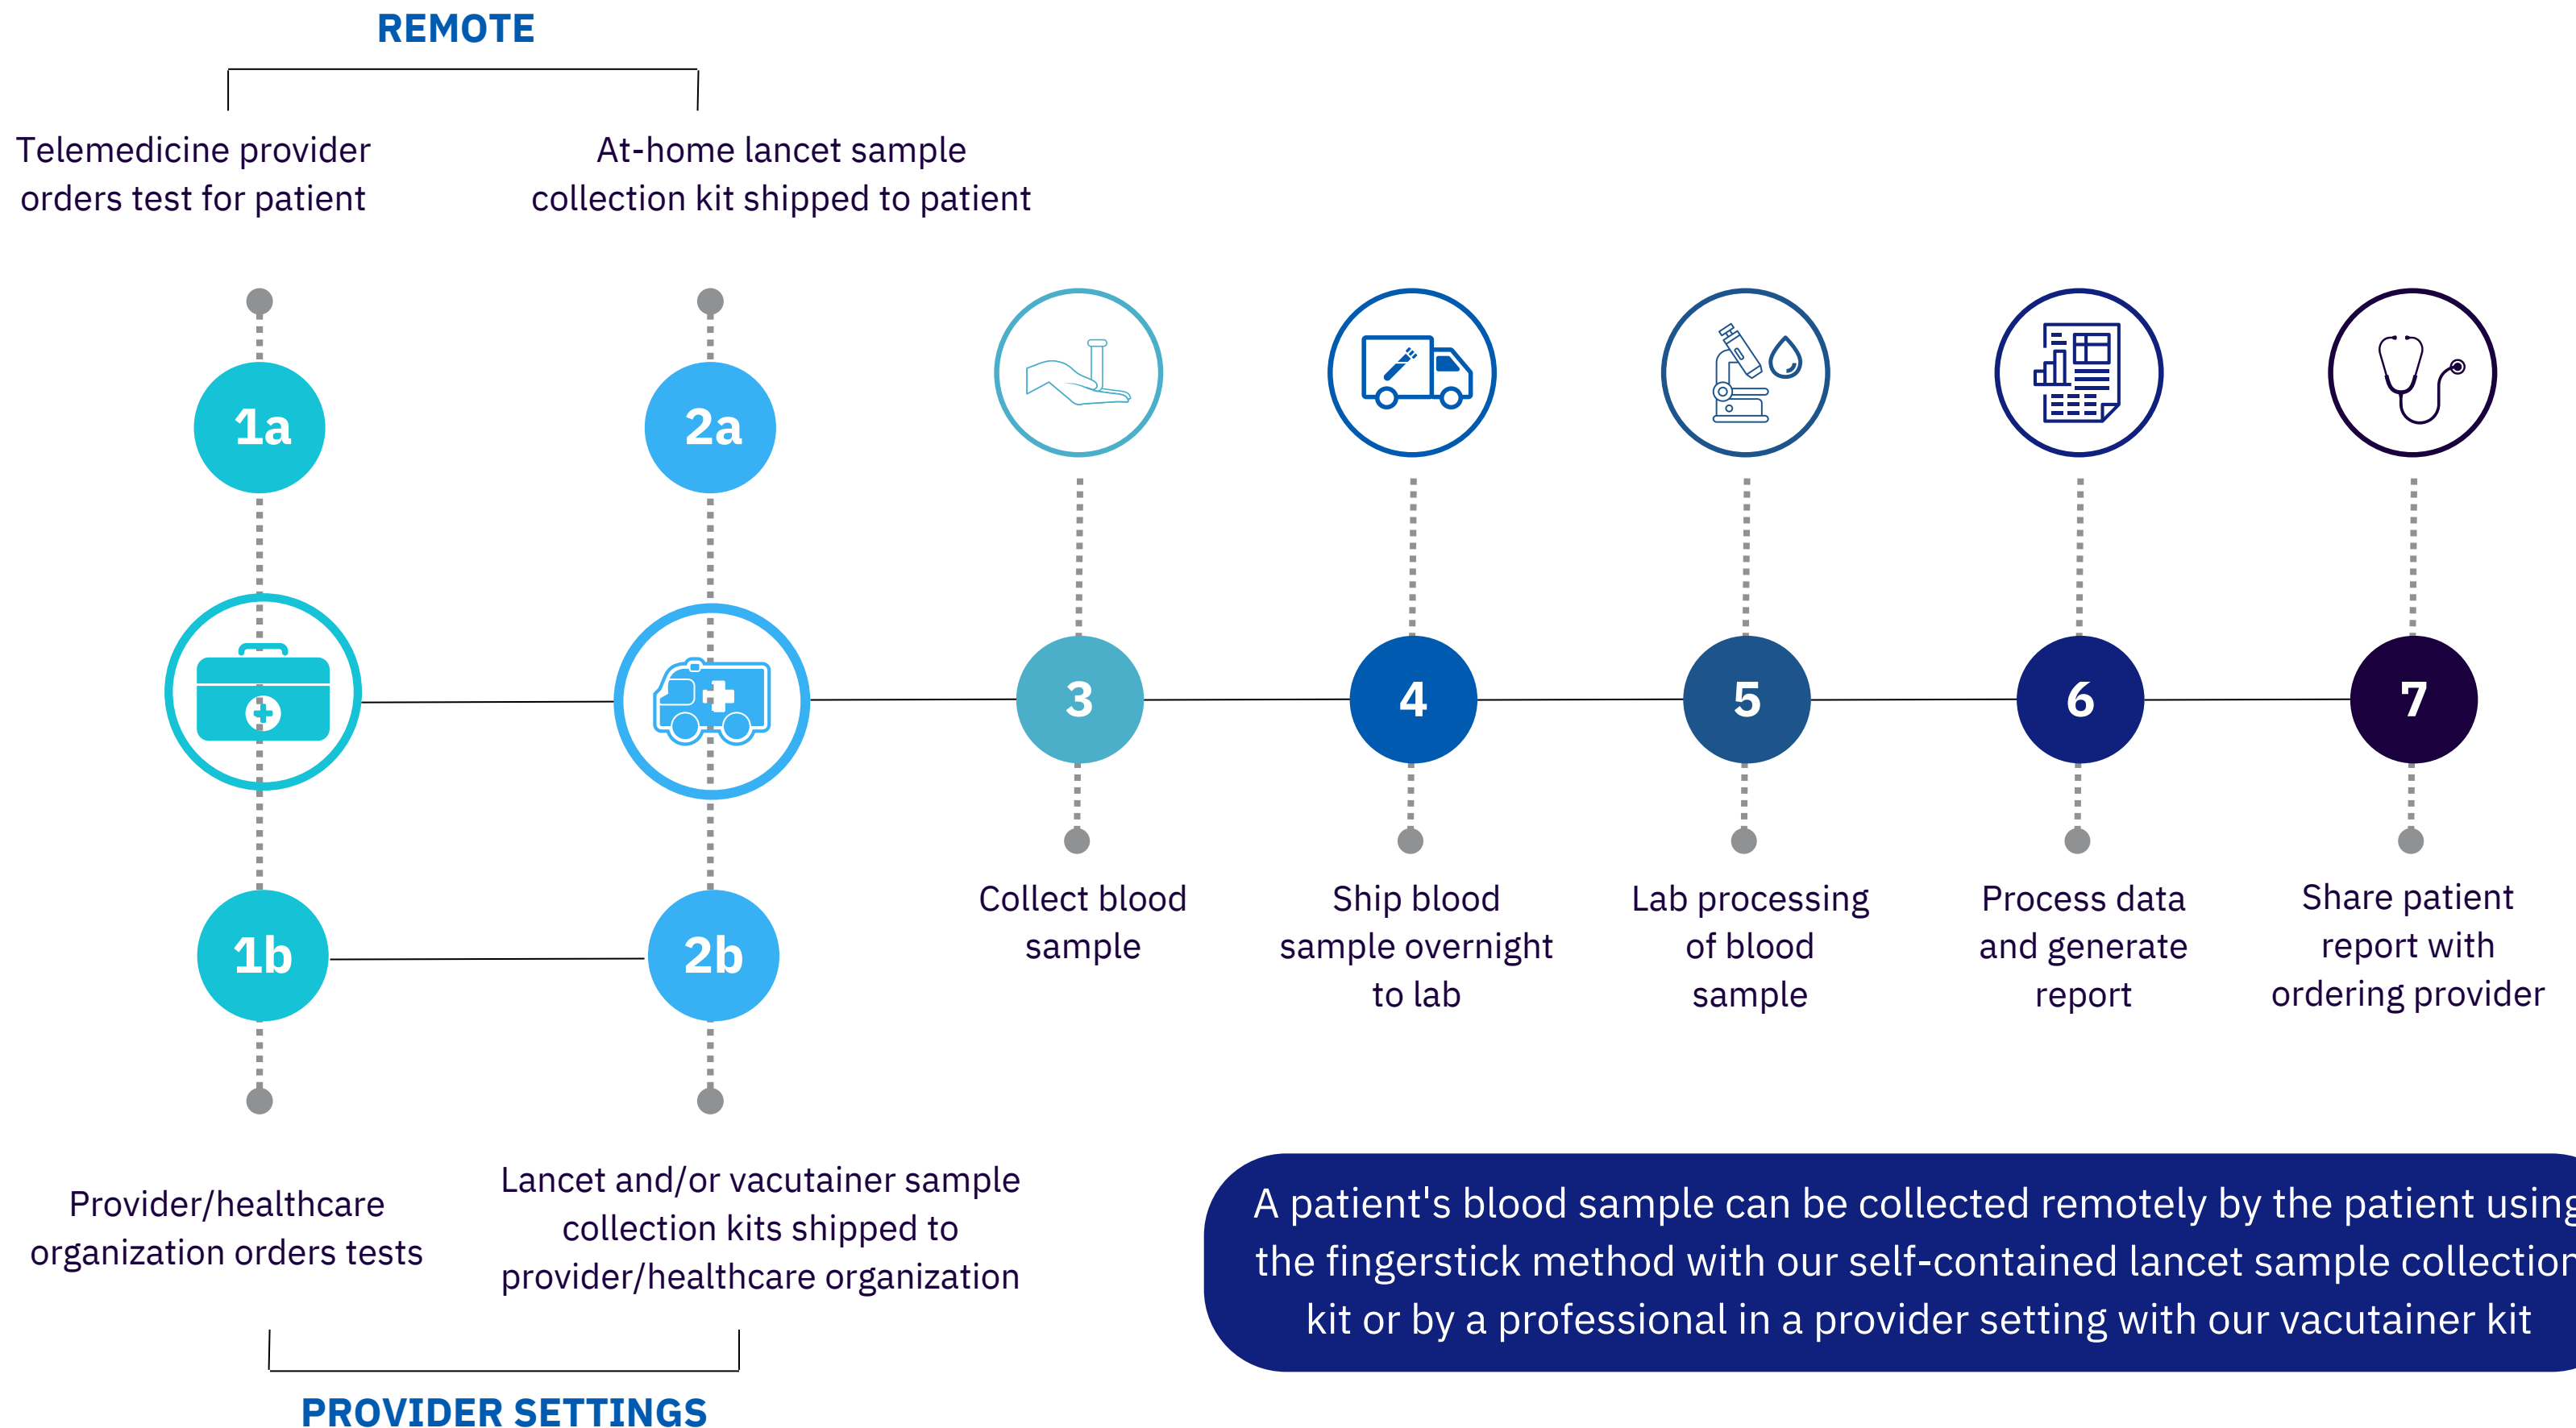 REMOTE
Telemedicine provider
orders test for patient
At-home lancet sample
collection kit shipped to patient
1a
2a
3
4
5
6
7
1b
2b
Collect blood
sample
Ship blood
sample overnight
to lab
Lab processing
of blood
sample
Process data
and generate
report
Share patient
report with
ordering provider
Provider/healthcare
organization orders tests
Lancet and/or vacutainer sample
collection kits shipped to
provider/healthcare organization
PROVIDER SETTINGS
A patient's blood sample can be collected remotely by the patient using
the fingerstick method with our self-contained lancet sample collection
kit or by a professional in a provider setting with our vacutainer kit